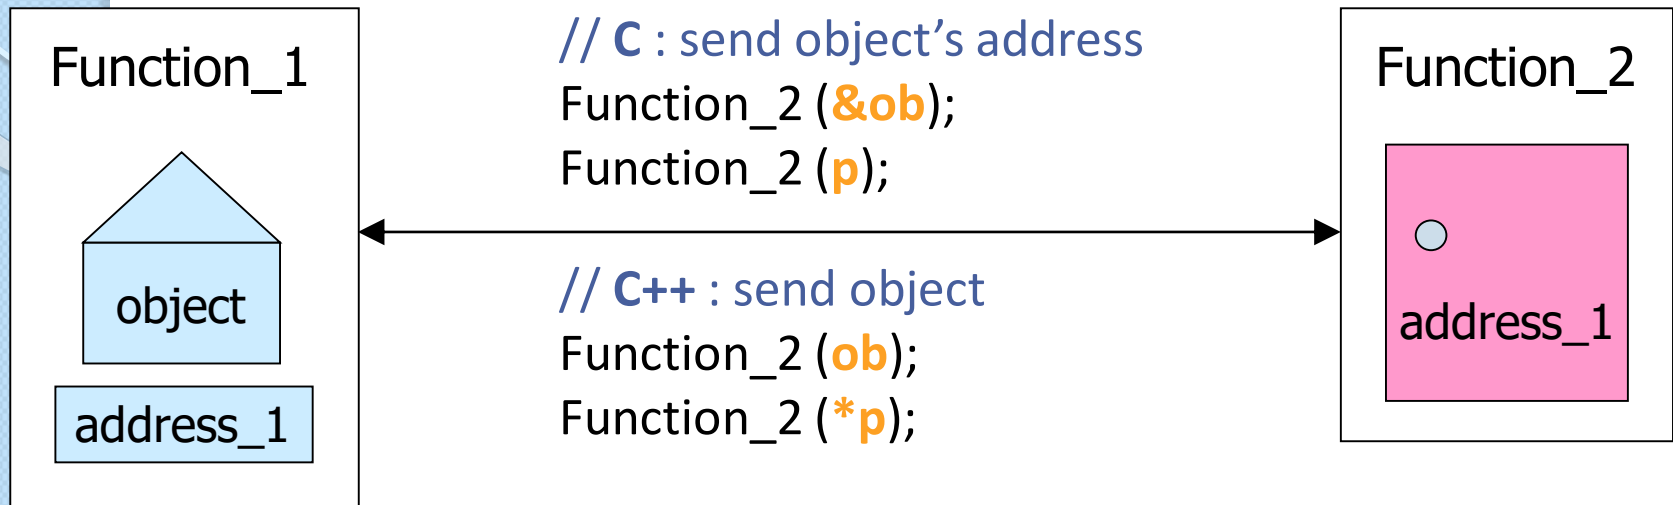 Function_1
object
address_1
// C : send object’s address
Function_2 (&ob);
Function_2 (p);
// C++ : send object
Function_2 (ob);
Function_2 (*p);
Function_2
address_1